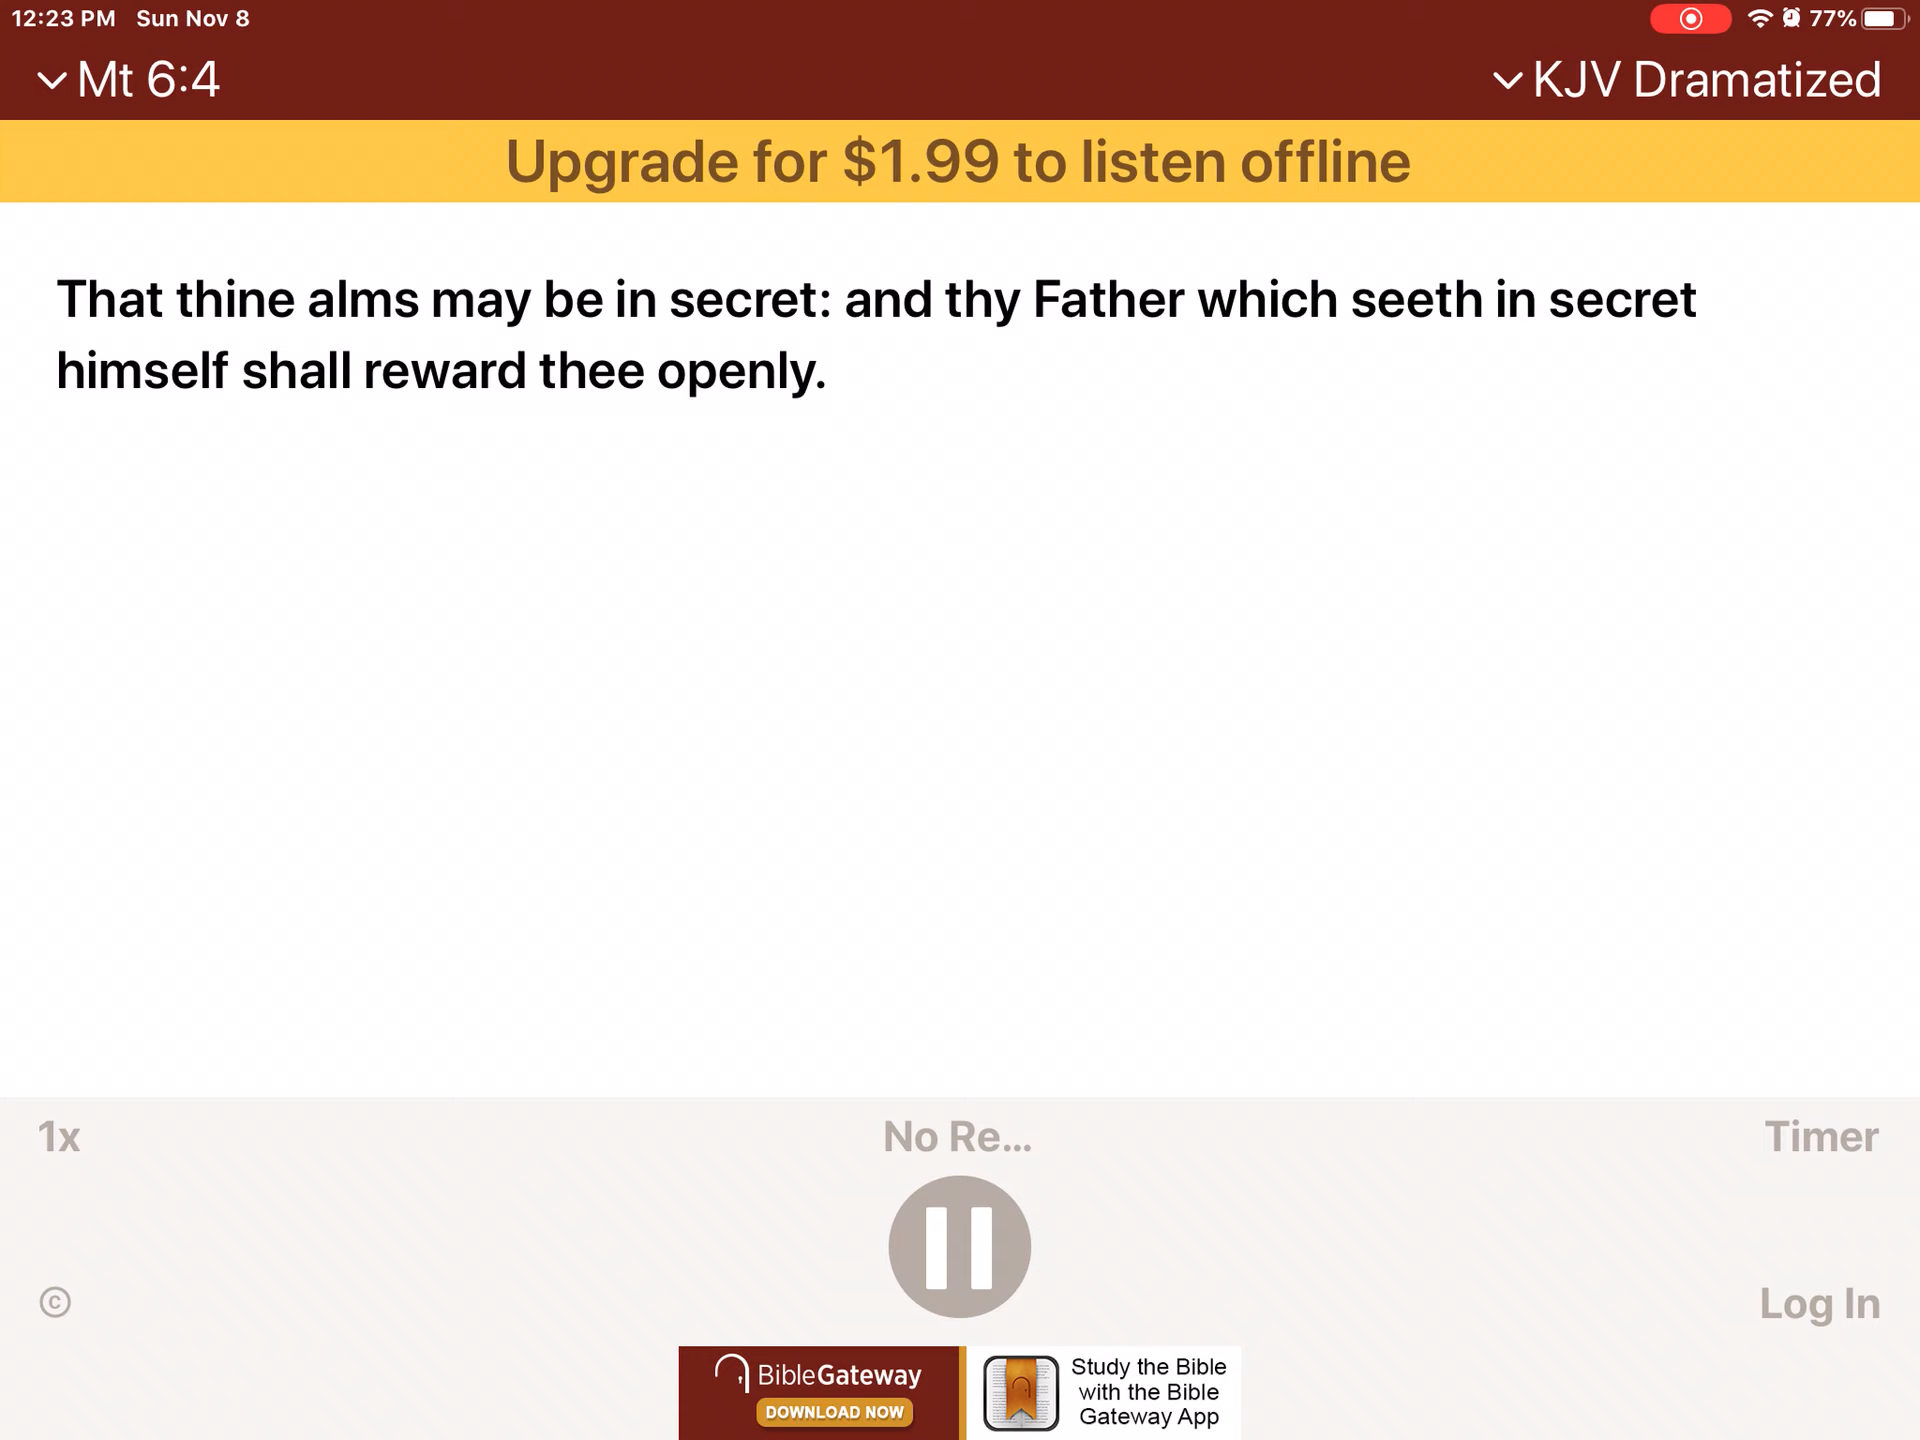 12:23 PM Sun Nov 8
77%
Mt 6:4
KJV Dramatized
Upgrade for $1.99 to listen offline
That thine alms may be in secret: and thy Father which seeth in secret
himself shall reward thee openly.
1x
No Re...
Timer
©
Log In
BibleGateway
DOWNLOAD NOW
Study the Bible
with the Bible
Gateway App